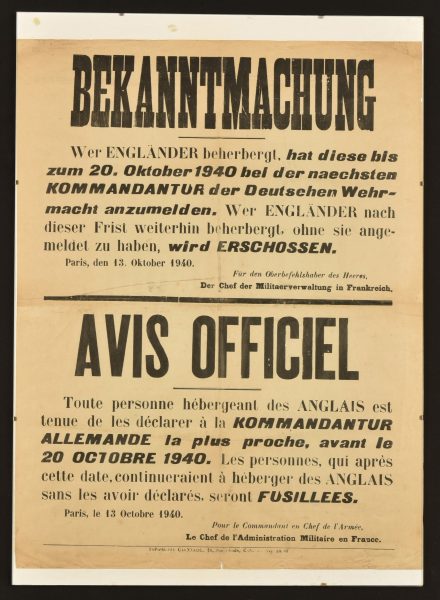 BEKANNTMACHUNG
Wer ENGLÄNDER beherbergt, hat diese bis
zum 20. Oktober 1940 bei der naechsten
KOMMANDANTUR der Deutschen Wehr-
macht anzumelden. Wer ENGLÄNDER nach
dieser Frist weiterhin beherbergt, ohne sie ange-
meldet zu haben, wird ERSCHOSSEN.
Paris, den 13. Oktober 1940.
Für den Oberbefehlshaber des Heeres,
Der Chef der Militaerverwaltung in Frankreich.
AVIS OFFICIEL
Toute personne hébergeant des ANGLAIS est
tenue de les déclarer à la KOMMANDANTUR
ALLEMANDE la plus proche, avant le
20 OCTOBRE 1940. Les personnes, qui après
cette date, continueraient à héberger des ANGLAIS
sans les avoir déclarés, seront FUSILLEES.
Paris, le 13 Octobre 1940.
Pour le Commandant en Chef de l'Armée,
Le Chef de l'Administration Militaire en France.